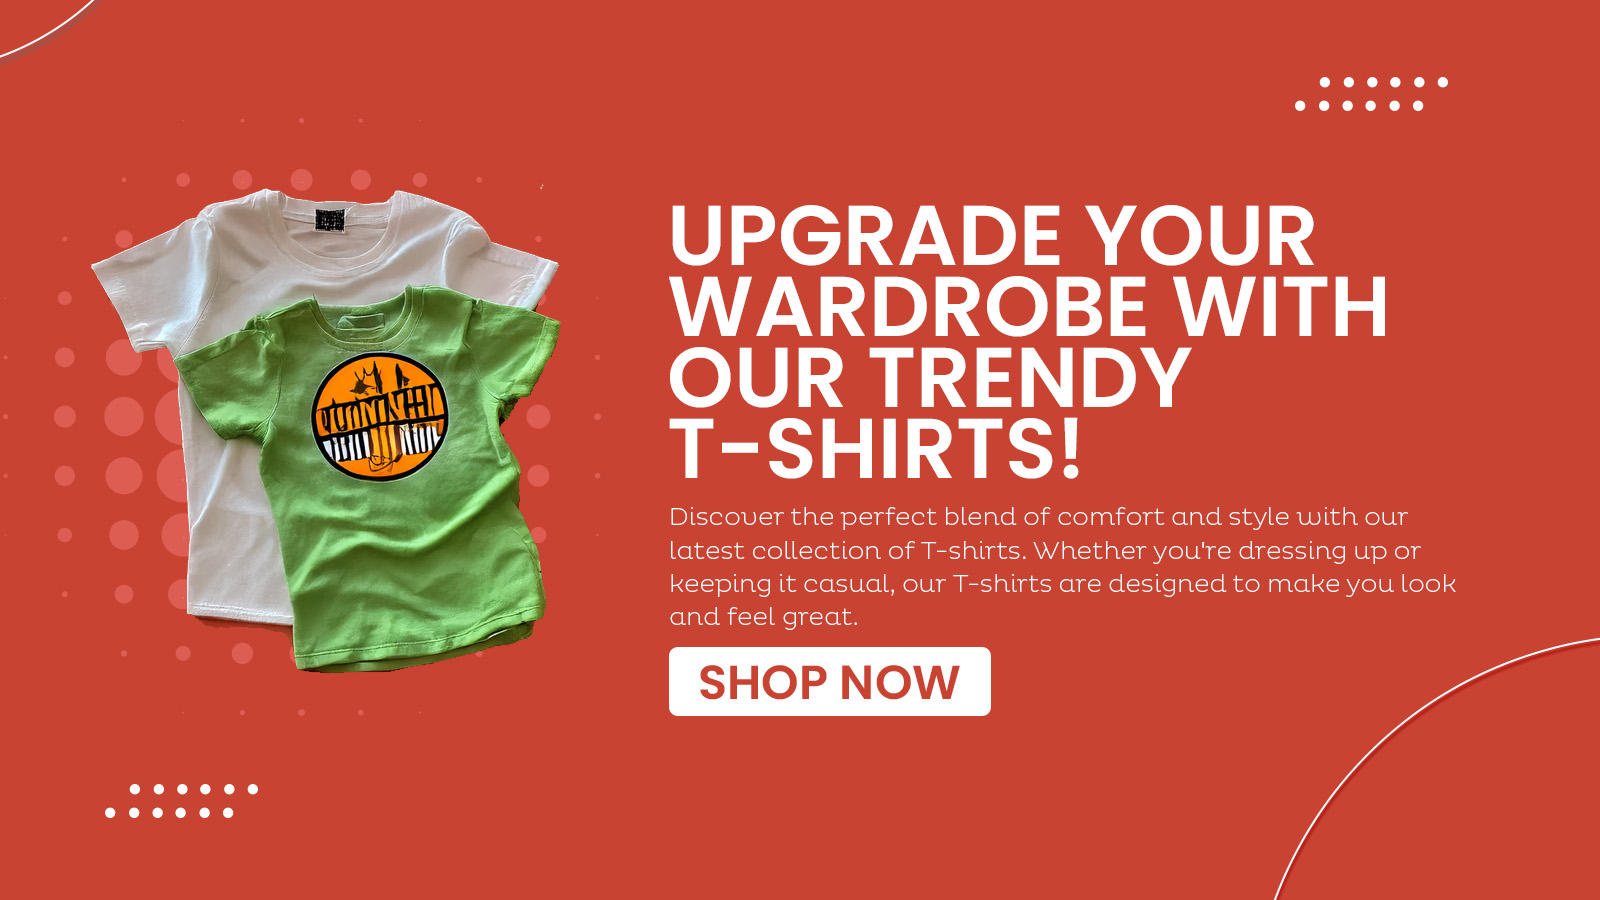 UPGRADE YOUR
WARDROBE WITH
OUR TRENDY
T-SHIRTS!
Discover the perfect blend of comfort and style with our
latest collection of T-shirts. Whether you're dressing up or
keeping it casual, our T-shirts are designed to make you look
and feel great.
SHOP NOW